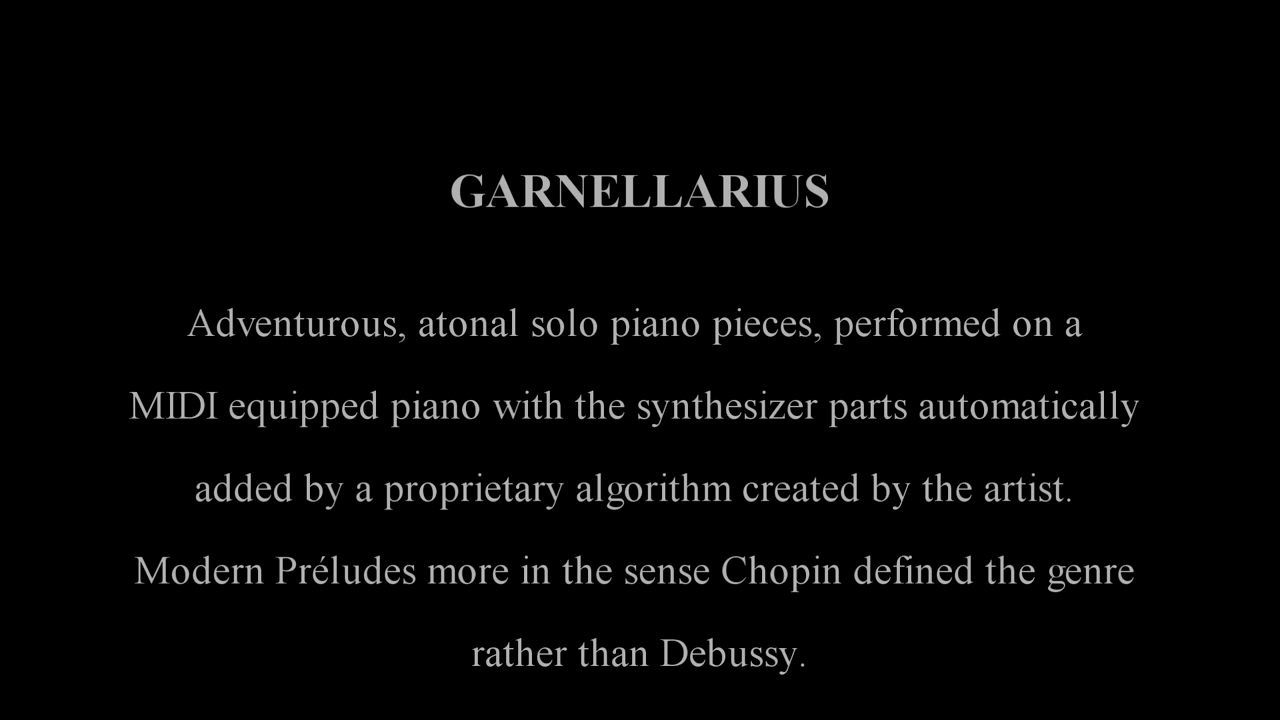 GARNELLARIUS
Adventurous, atonal solo piano pieces, performed on a
MIDI equipped piano with the synthesizer parts automatically
added by a proprietary algorithm created by the artist.
Modern Préludes more in the sense Chopin defined the genre
rather than Debussy.